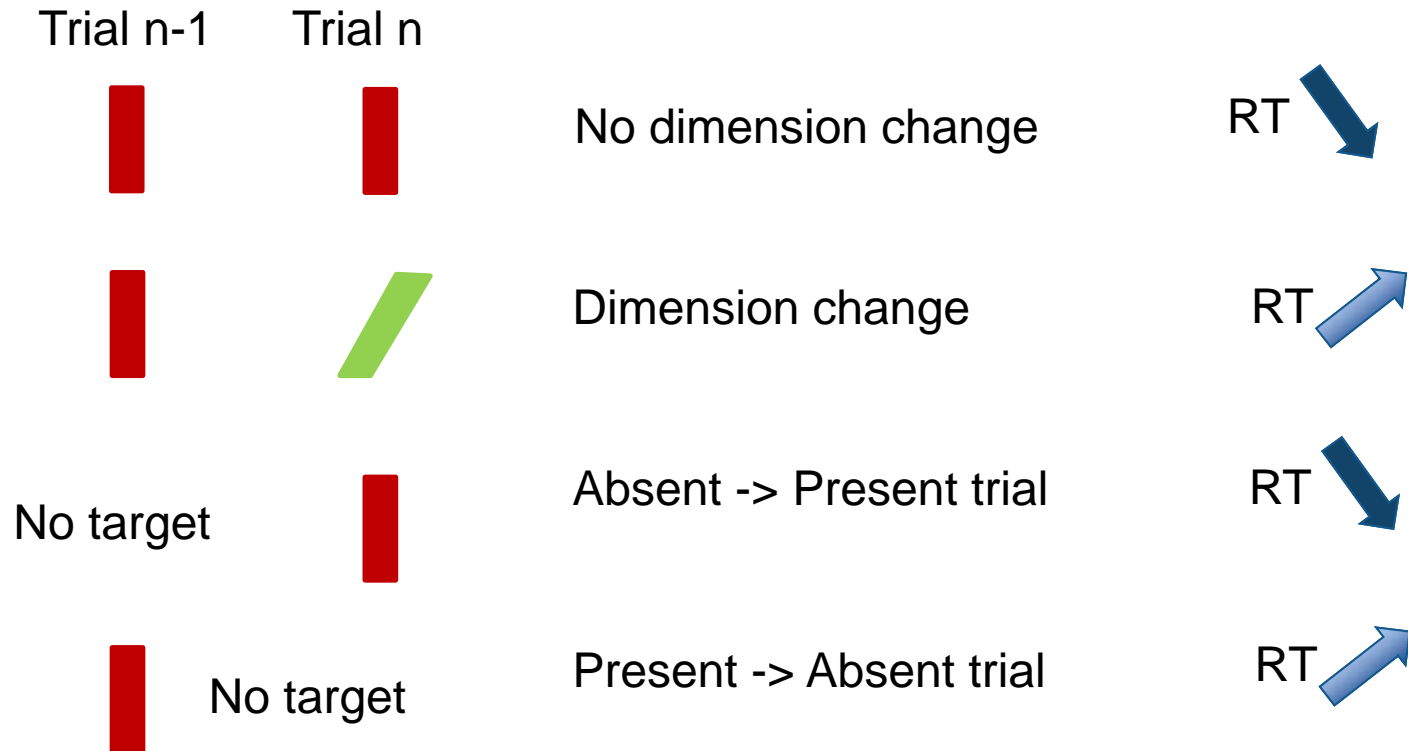 Trial n-1 Trial n
No dimension change RT
Dimension change RT
Absent -> Present trial RT
No target
Present -> Absent trial RT
No target